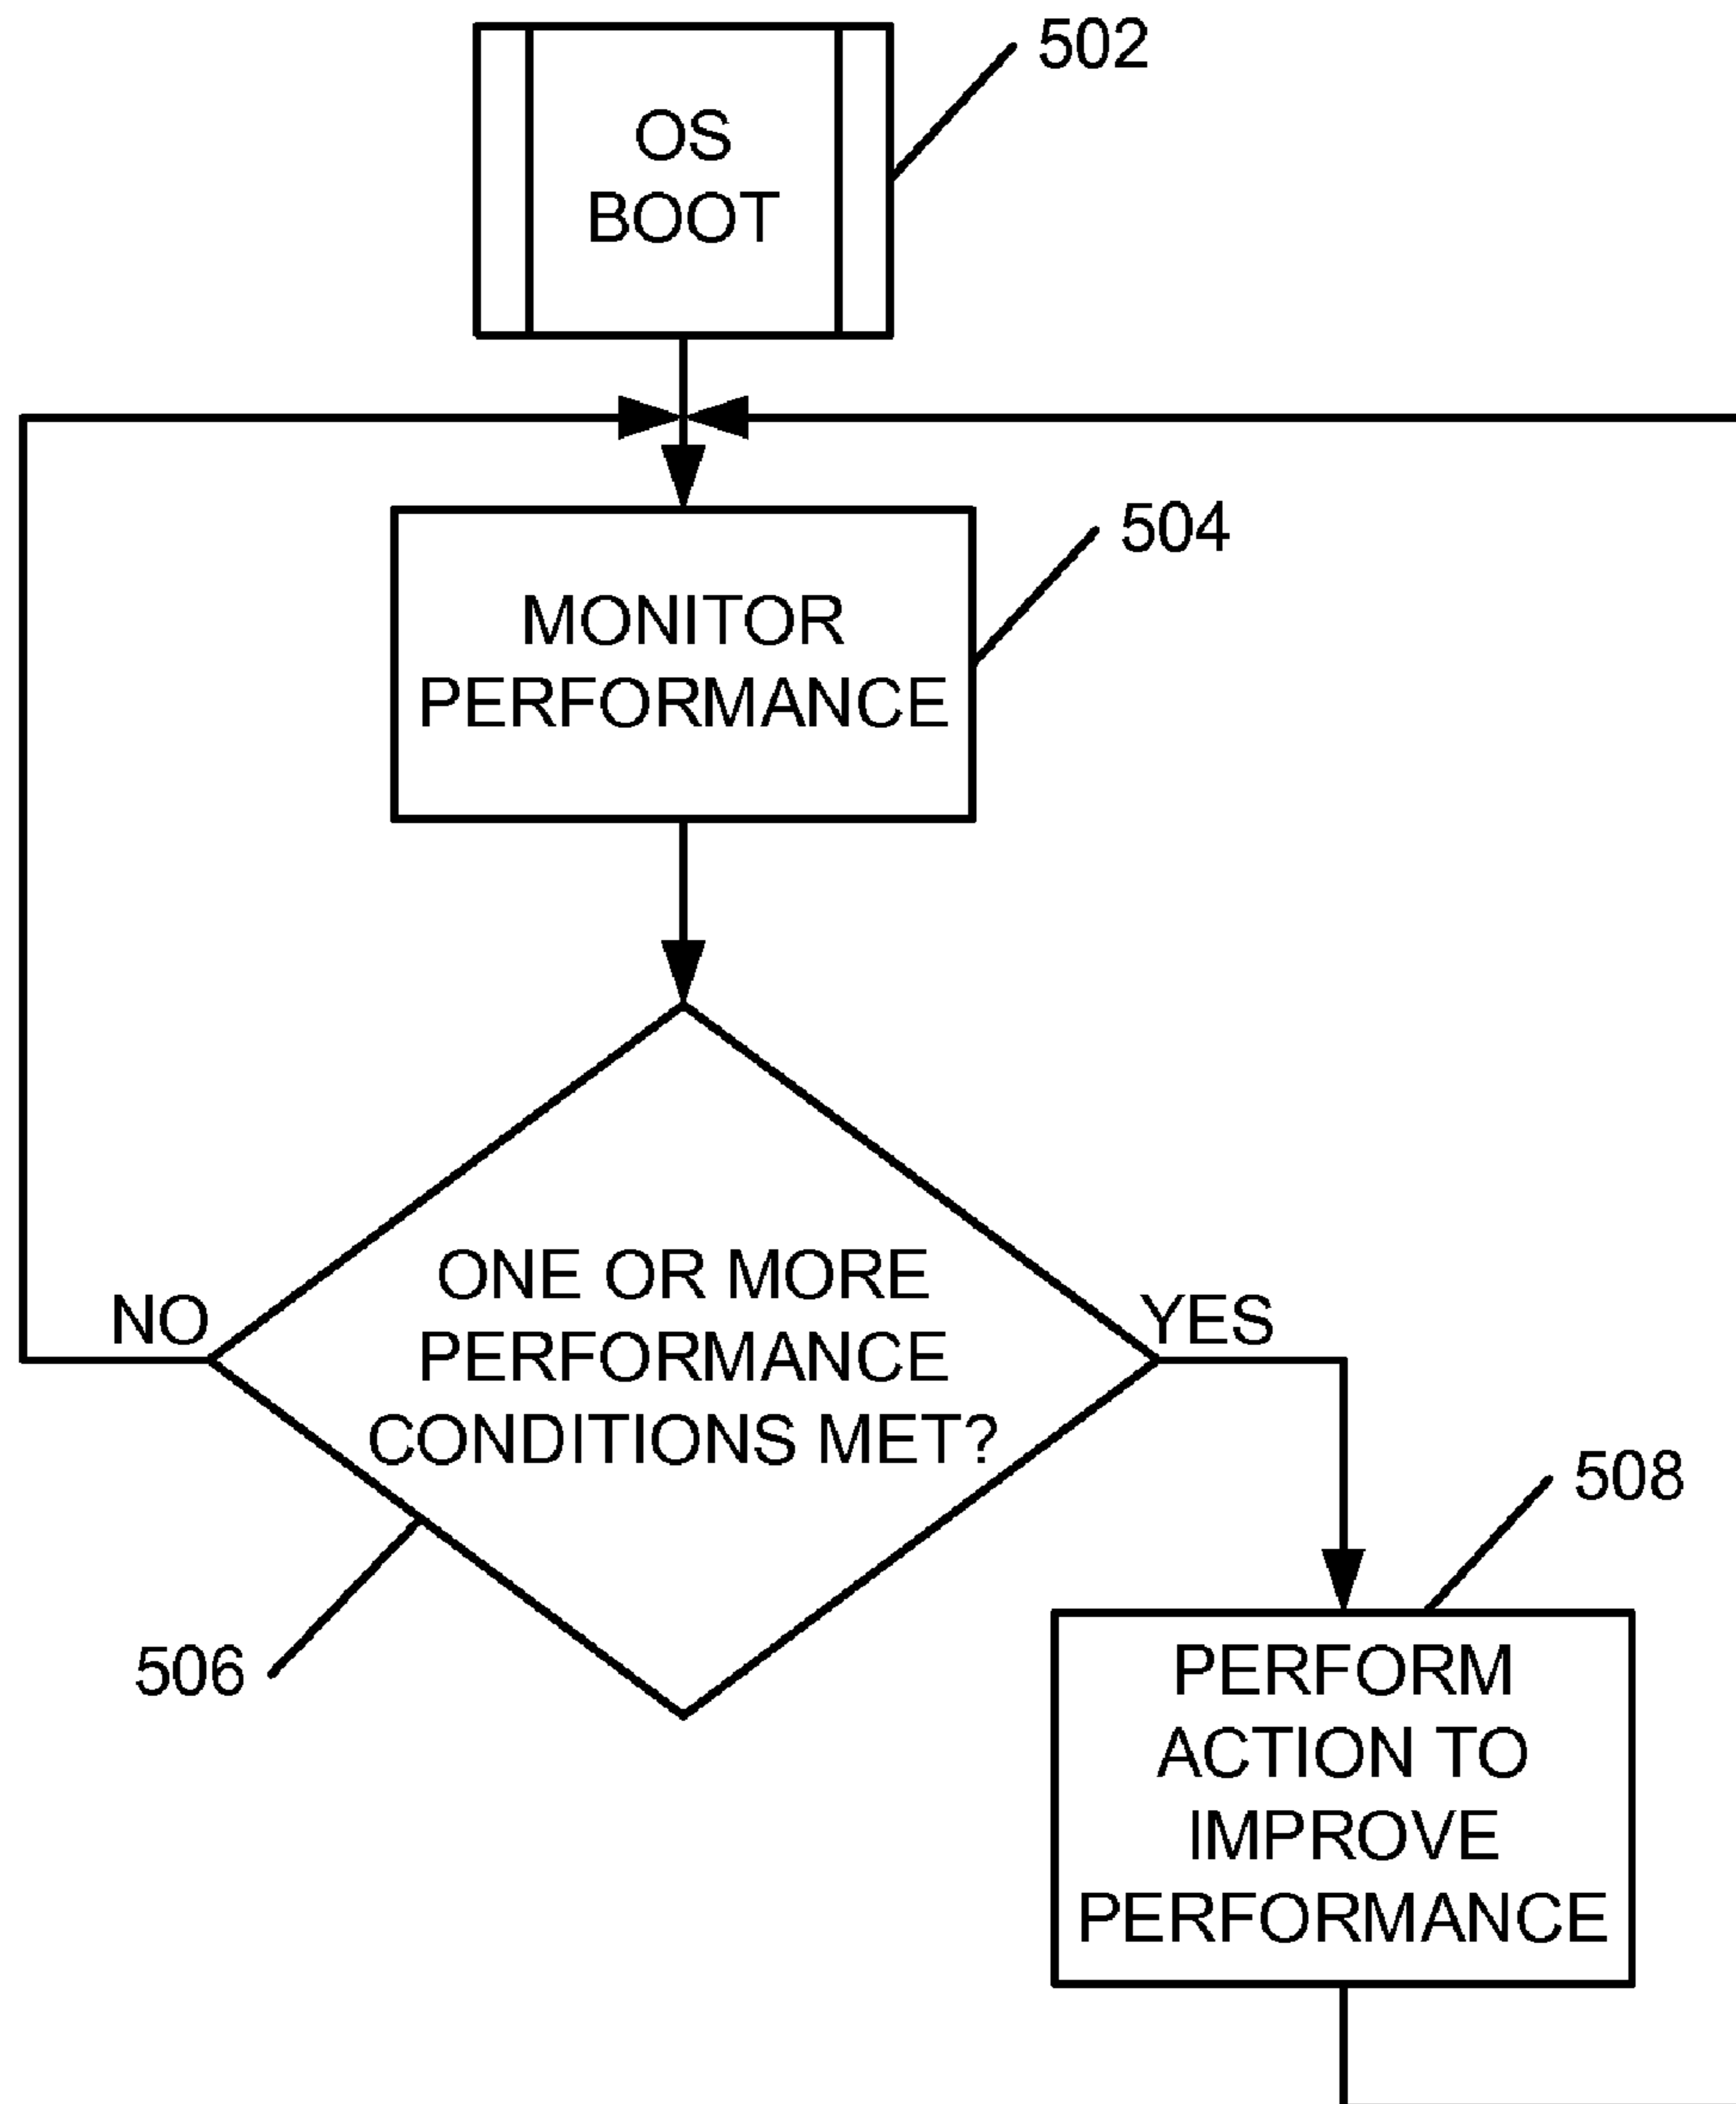 502
OS
BOOT
504
MONITOR
PERFORMANCE
ONE OR MORE
PERFORMANCE
CONDITIONS MET?
NO
YES
506
508
PERFORM
ACTION TO
IMPROVE
PERFORMANCE